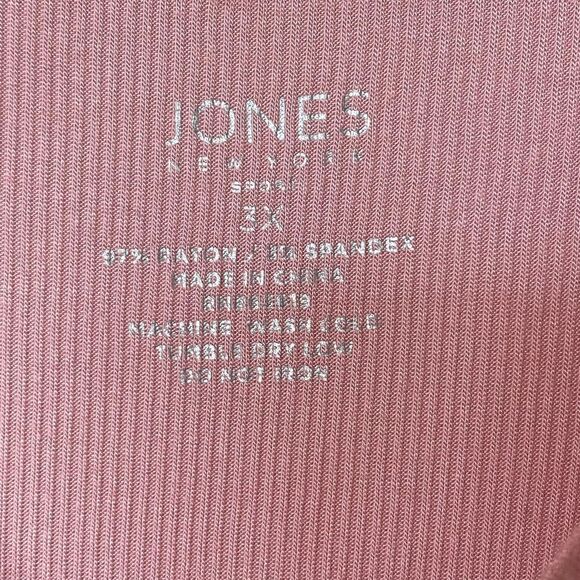 JONES
NEW YORK
SPORT
3X
97% RAYON / 3% SPANDEX
MADE IN CHINA
MACHINE WASH COLD
TUMBLE DRY LOW
DO NOT IRON